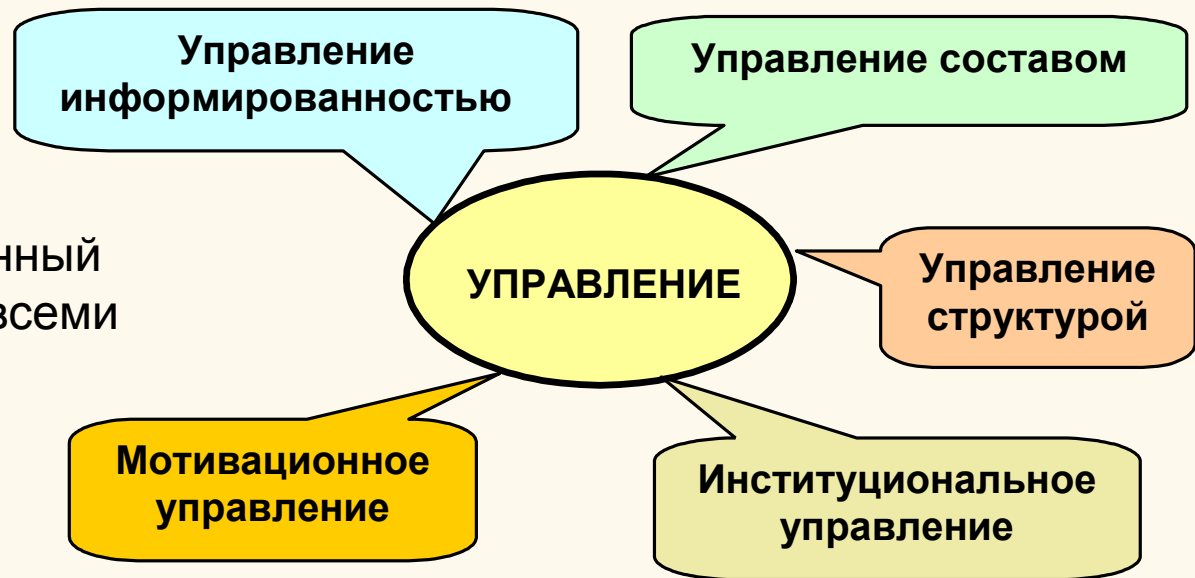 Управление
информированностью
Управление составом
нный
всеми
УПРАВЛЕНИЕ
Управление
структурой
Мотивационное
управление
Институциональное
управление